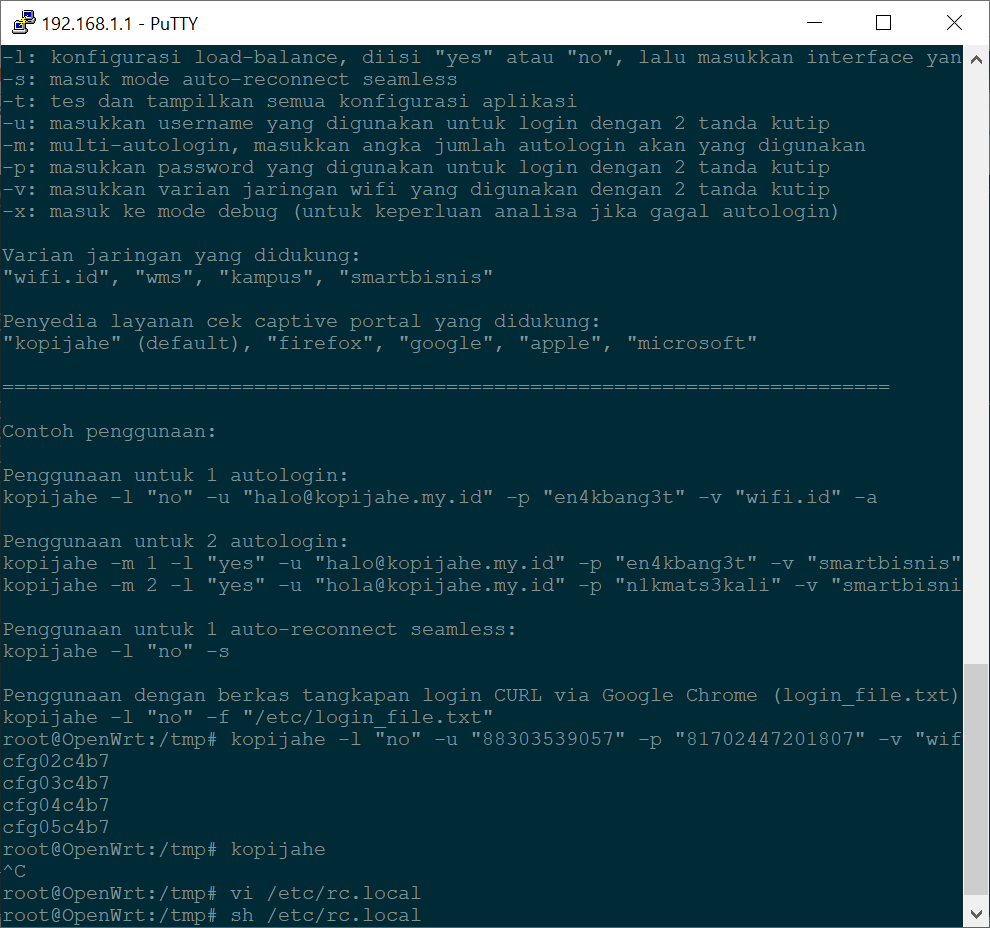 192.168.1.1 - PuTTY
-l: konfigurasi load-balance, diisi "yes" atau "no", lalu masukkan interface yan
-s: masuk mode auto-reconnect seamless
-t: tes dan tampilkan semua konfigurasi aplikasi
-u: masukkan username yang digunakan untuk login dengan 2 tanda kutip
-m: multi-autologin, masukkan angka jumlah autologin akan yang digunakan
-p: masukkan password yang digunakan untuk login dengan 2 tanda kutip
-v: masukkan varian jaringan wifi yang digunakan dengan 2 tanda kutip
-x: masuk ke mode debug (untuk keperluan analisa jika gagal autologin)
Varian jaringan yang didukung:
"wifi.id", "wms", "kampus", "smartbisnis"
Penyedia layanan cek captive portal yang didukung:
"kopijahe" (default), "firefox", "google", "apple", "microsoft"
==========================================================================
Contoh penggunaan:
Penggunaan untuk 1 autologin:
kopijahe -l "no" -u "halo@kopijahe.my.id" -p "en4kbang3t" -v "wifi.id" -a
Penggunaan untuk 2 autologin:
kopijahe -m 1 -l "yes" -u "halo@kopijahe.my.id" -p "en4kbang3t" -v "smartbisnis"
kopijahe -m 2 -l "yes" -u "hola@kopijahe.my.id" -p "n1kmats3kali" -v "smartbisni
Penggunaan untuk 1 auto-reconnect seamless:
kopijahe -l "no" -s
Penggunaan dengan berkas tangkapan login CURL via Google Chrome (login_file.txt)
kopijahe -l "no" -f "/etc/login_file.txt"
root@OpenWrt:/tmp# kopijahe -l "no" -u "88303539057" -p "81702447201807" -v "wif
cfg02c4b7
cfg03c4b7
cfg04c4b7
cfg05c4b7
root@OpenWrt:/tmp# kopijahe
^C
root@OpenWrt:/tmp# vi /etc/rc.local
root@OpenWrt:/tmp# sh /etc/rc.local